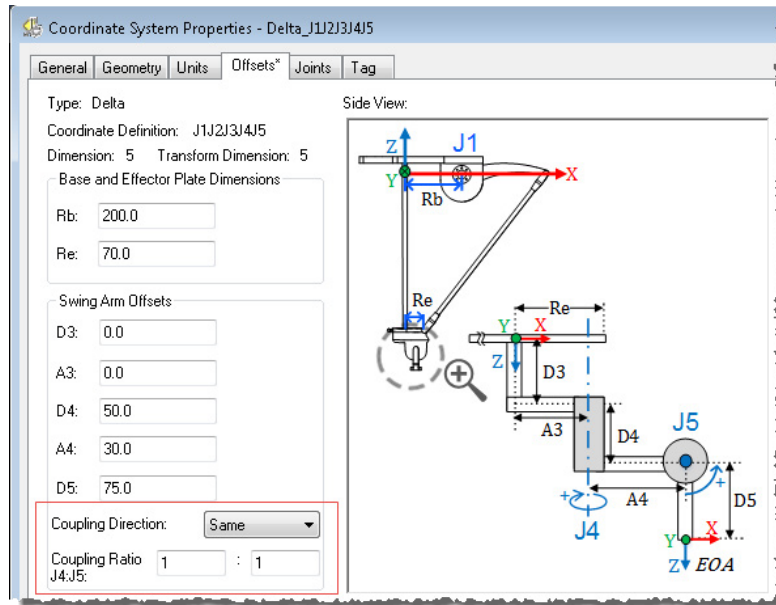 Coordinate System Properties - Delta_J1J2J3J4J5
General Geometry Units Offsets* Joints Tag
Type: Delta
Side View:
Coordinate Definition: J1J2J3J4J5
Dimension: 5 Transform Dimension: 5
Base and Effector Plate Dimensions
Rb: 200.0
Re: 70.0
Swing Arm Offsets
D3: 0.0
A3: 0.0
D4: 50.0
A4: 30.0
D5: 75.0
Coupling Direction: Same
Coupling Ratio J4:J5: 1 : 1
Z
J1
Y
X
Rb
Re
Re
Y
X
Z
D3
A3
D4
J5
+
A4
D5
+
J4
Y
X
Z
EOA